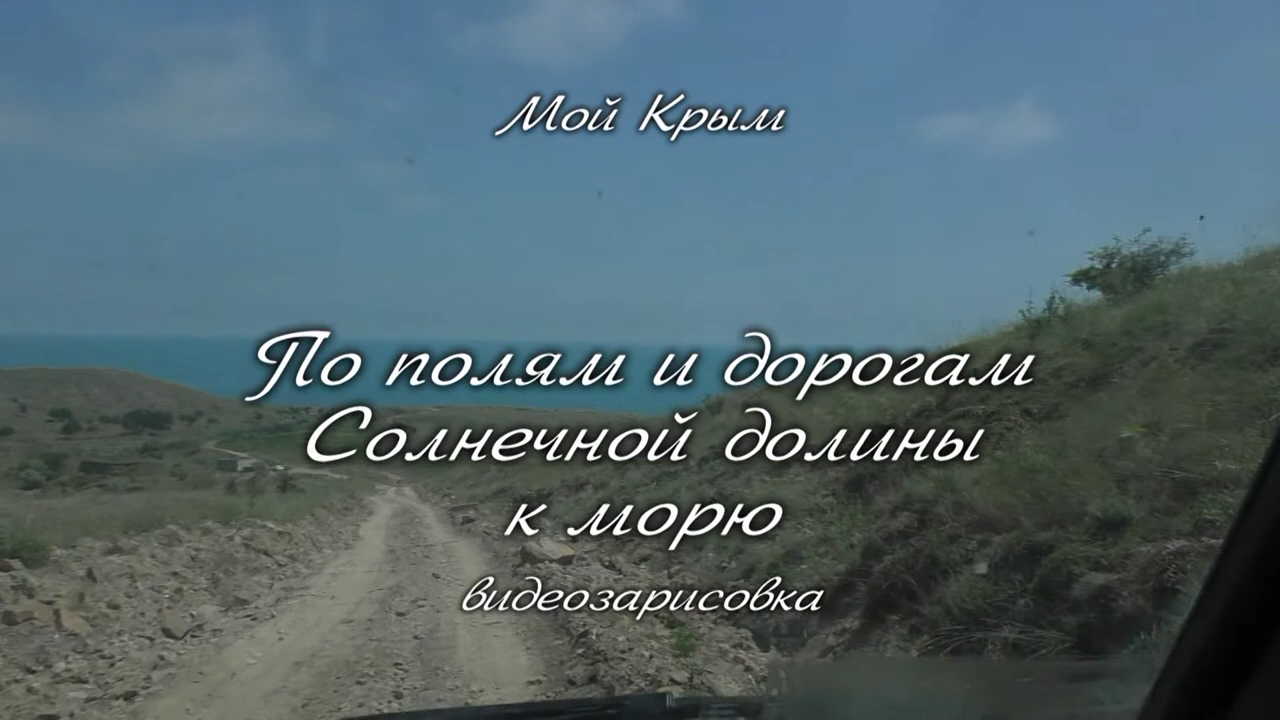 Мой Крым
По полям и дорогам
Солнечной долины
к морю
видеозарисовка